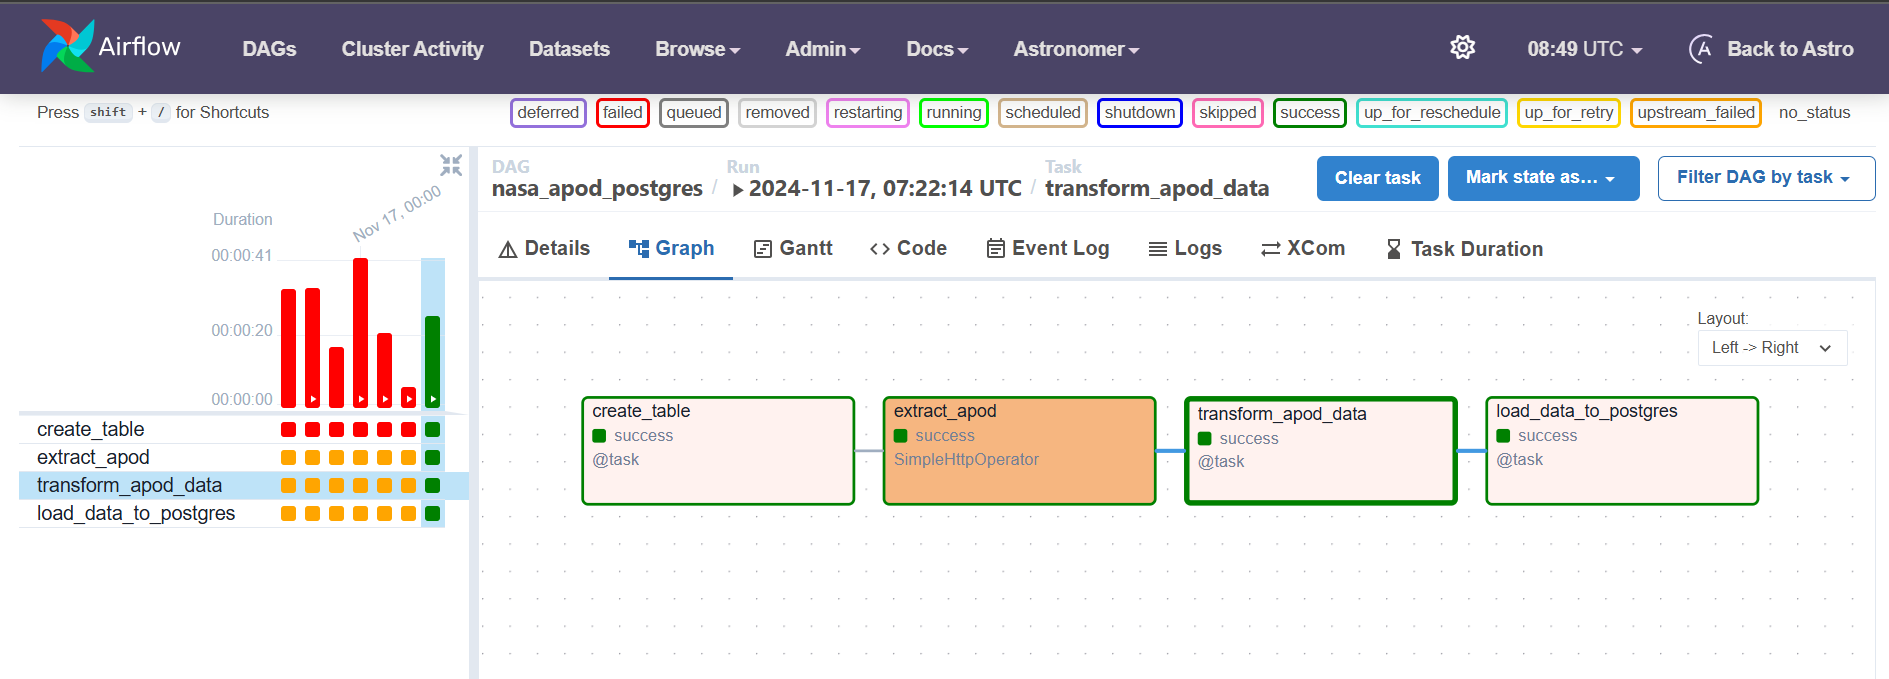 Airflow DAGs Cluster Activity Datasets Browse Admin Docs Astronomer 08:49 UTC Back to Astro
Press shift + / for Shortcuts
deferred failed queued removed restarting running scheduled shutdown skipped success up_for_reschedule up_for_retry upstream_failed no_status
Nov 17, 00:00
Duration
00:00:41
00:00:20
00:00:00
create_table
extract_apod
transform_apod_data
load_data_to_postgres
DAG Run Task
nasa_apod_postgres / 2024-11-17, 07:22:14 UTC / transform_apod_data
Clear task Mark state as... Filter DAG by task
Details Graph Gantt Code Event Log Logs XCom Task Duration
Layout:
Left -> Right
create_table
success
@task
extract_apod
success
SimpleHttpOperator
transform_apod_data
success
@task
load_data_to_postgres
success
@task